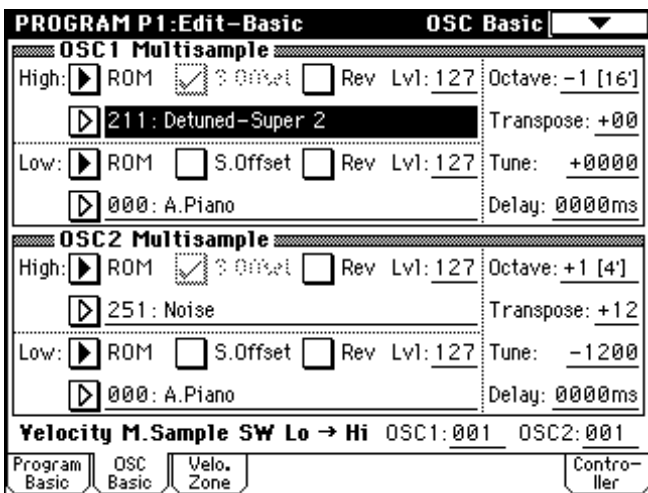 PROGRAM P1:Edit-Basic OSC Basic
OSC1 Multisample
High: ROM S.Offset Rev Lvl:127 Octave:-1 [16']
211: Detuned-Super 2 Transpose:+00
Low: ROM S.Offset Rev Lvl:127 Tune: +0000
000: A.Piano Delay:0000ms
OSC2 Multisample
High: ROM S.Offset Rev Lvl:127 Octave:+1 [4']
251: Noise Transpose:+12
Low: ROM S.Offset Rev Lvl:127 Tune: -1200
000: A.Piano Delay:0000ms
Velocity M.Sample SW Lo → Hi OSC1:001 OSC2:001
Program Basic OSC Basic Velo. Zone Contro-ller